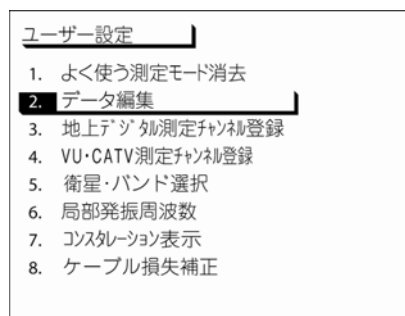 ユーザー設定
1. よく使う測定モード消去
2. データ編集
3. 地上ﾃﾞｼﾞﾀﾙ測定ﾁｬﾝﾈﾙ登録
4. VU･CATV測定ﾁｬﾝﾈﾙ登録
5. 衛星･バンド選択
6. 局部発振周波数
7. ｺﾝｽﾀﾚｰｼｮﾝ表示
8. ケーブル損失補正